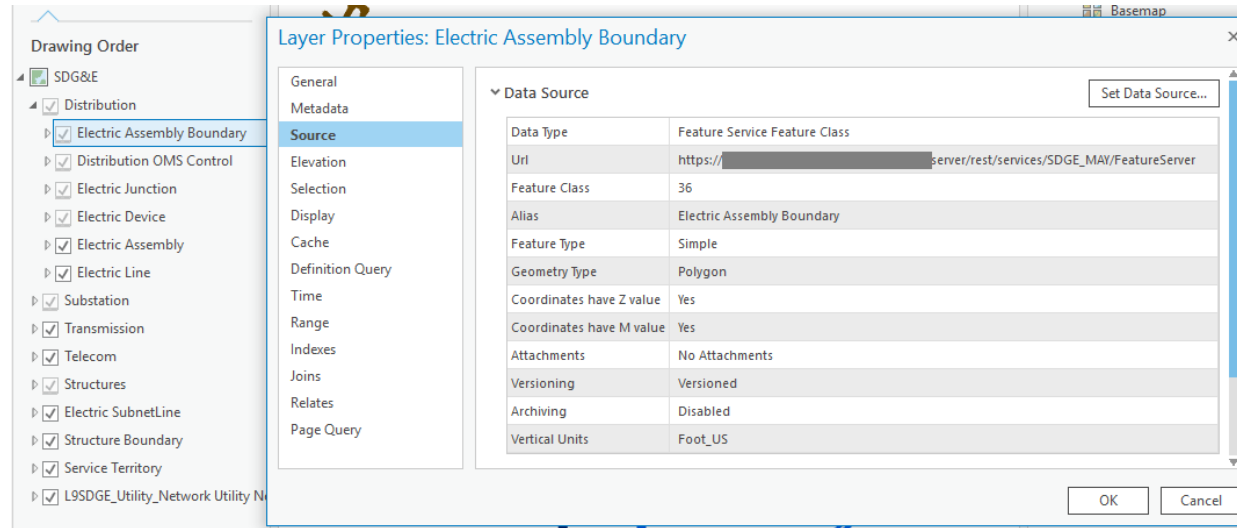 Basemap
Drawing Order
SDG&E
Distribution
Electric Assembly Boundary
Distribution OMS Control
Electric Junction
Electric Device
Electric Assembly
Electric Line
Substation
Transmission
Telecom
Structures
Electric SubnetLine
Structure Boundary
Service Territory
L9SDGE_Utility_Network Utility Ne
Layer Properties: Electric Assembly Boundary
General
Metadata
Source
Elevation
Selection
Display
Cache
Definition Query
Time
Range
Indexes
Joins
Relates
Page Query
Data Source
Set Data Source...
Data Type Feature Service Feature Class
Url https:// server/rest/services/SDGE_MAY/FeatureServer
Feature Class 36
Alias Electric Assembly Boundary
Feature Type Simple
Geometry Type Polygon
Coordinates have Z value Yes
Coordinates have M value Yes
Attachments No Attachments
Versioning Versioned
Archiving Disabled
Vertical Units Foot_US
OK Cancel